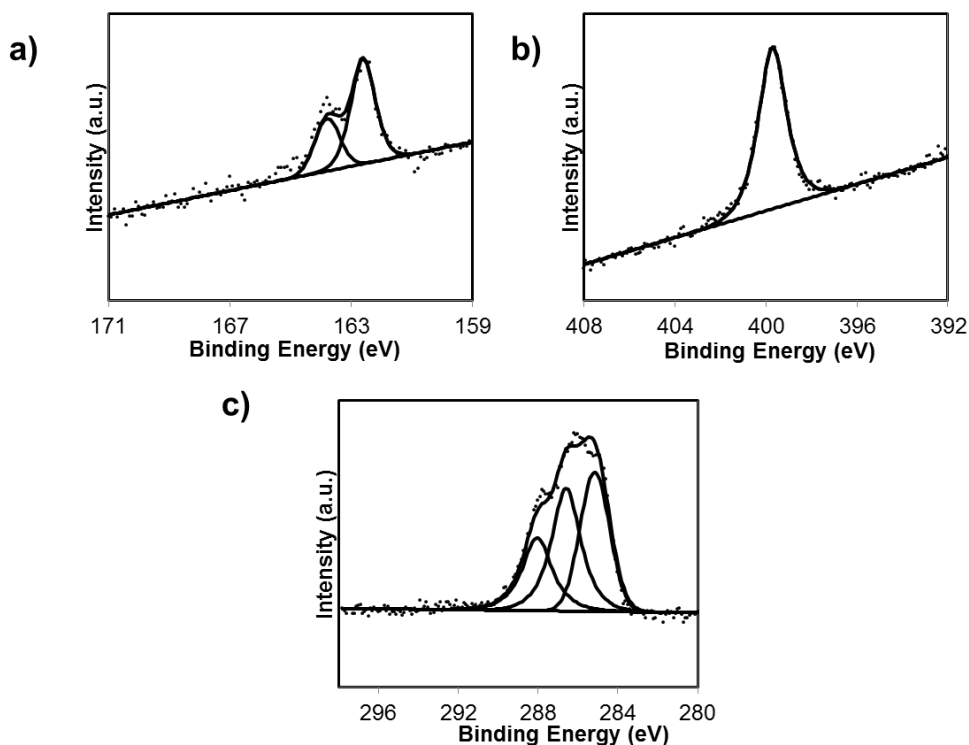 a)
Intensity (a.u.)
171 167 163 159
Binding Energy (eV)
b)
Intensity (a.u.)
408 404 400 396 392
Binding Energy (eV)
c)
Intensity (a.u.)
296 292 288 284 280
Binding Energy (eV)